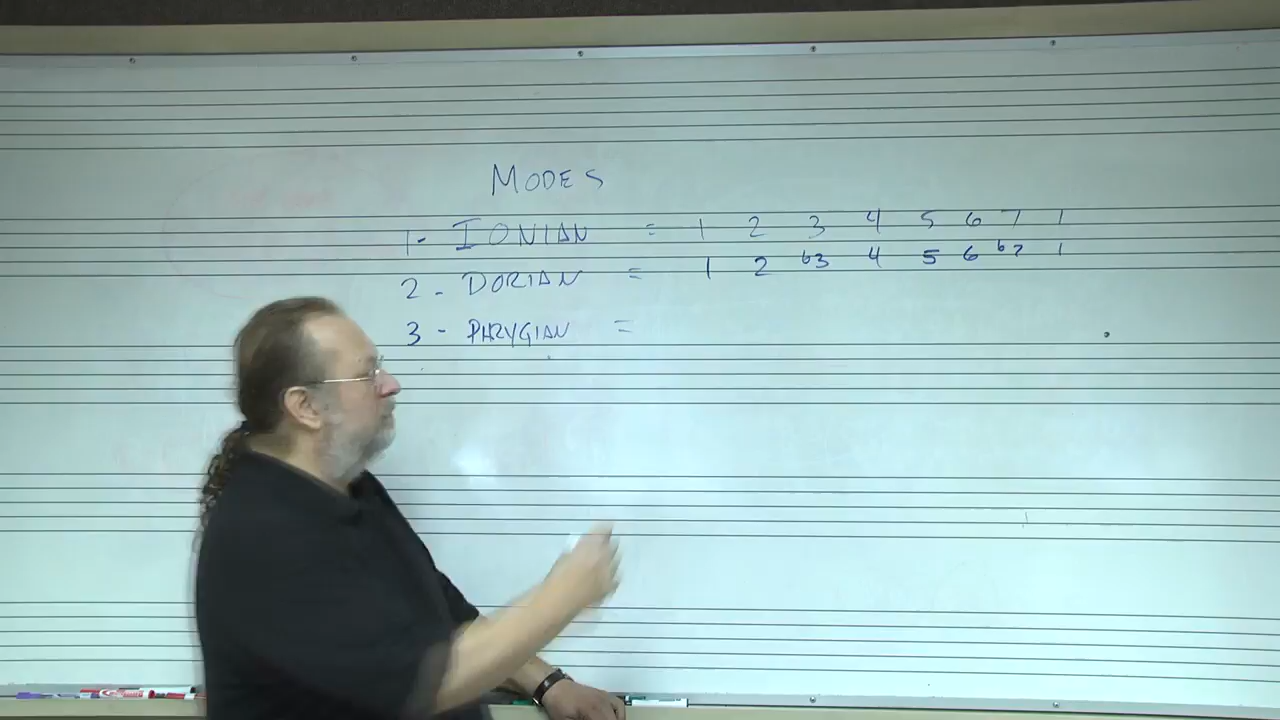 MODES
1- IONIAN = 1 2 3 4 5 6 7 1
2 - DORIAN = 1 2 b3 4 5 6 b7 1
3 - PHRYGIAN =